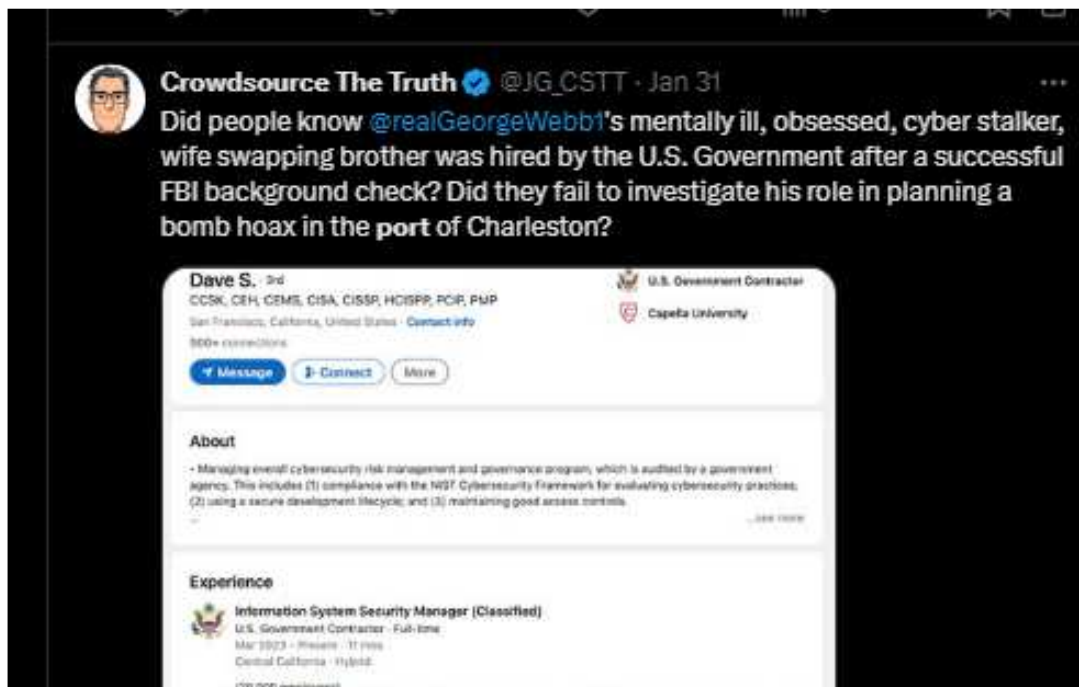 Crowdsource The Truth @JG_CSTT · Jan 31
Did people know @realGeorgeWebb1's mentally ill, obsessed, cyber stalker,
wife swapping brother was hired by the U.S. Government after a successful
FBI background check? Did they fail to investigate his role in planning a
bomb hoax in the port of Charleston?
Dave S. · 3rd
CCSK, CEH, CEMS, CISA, CISSP, HCISPP, PCIP, PMP
San Francisco, California, United States · Contact info
500+ connections
Message
Connect
More
U.S. Government Contractor
Capella University
About
• Managing overall cybersecurity risk management and governance program, which is audited by a government
agency. This includes (1) compliance with the NIST Cybersecurity Framework for evaluating cybersecurity practices;
(2) using a secure development lifecycle; and (3) maintaining good access controls.
...see more
Experience
Information System Security Manager (Classified)
U.S. Government Contractor · Full-time
Mar 2023 - Present · 11 mos
Central California · Hybrid